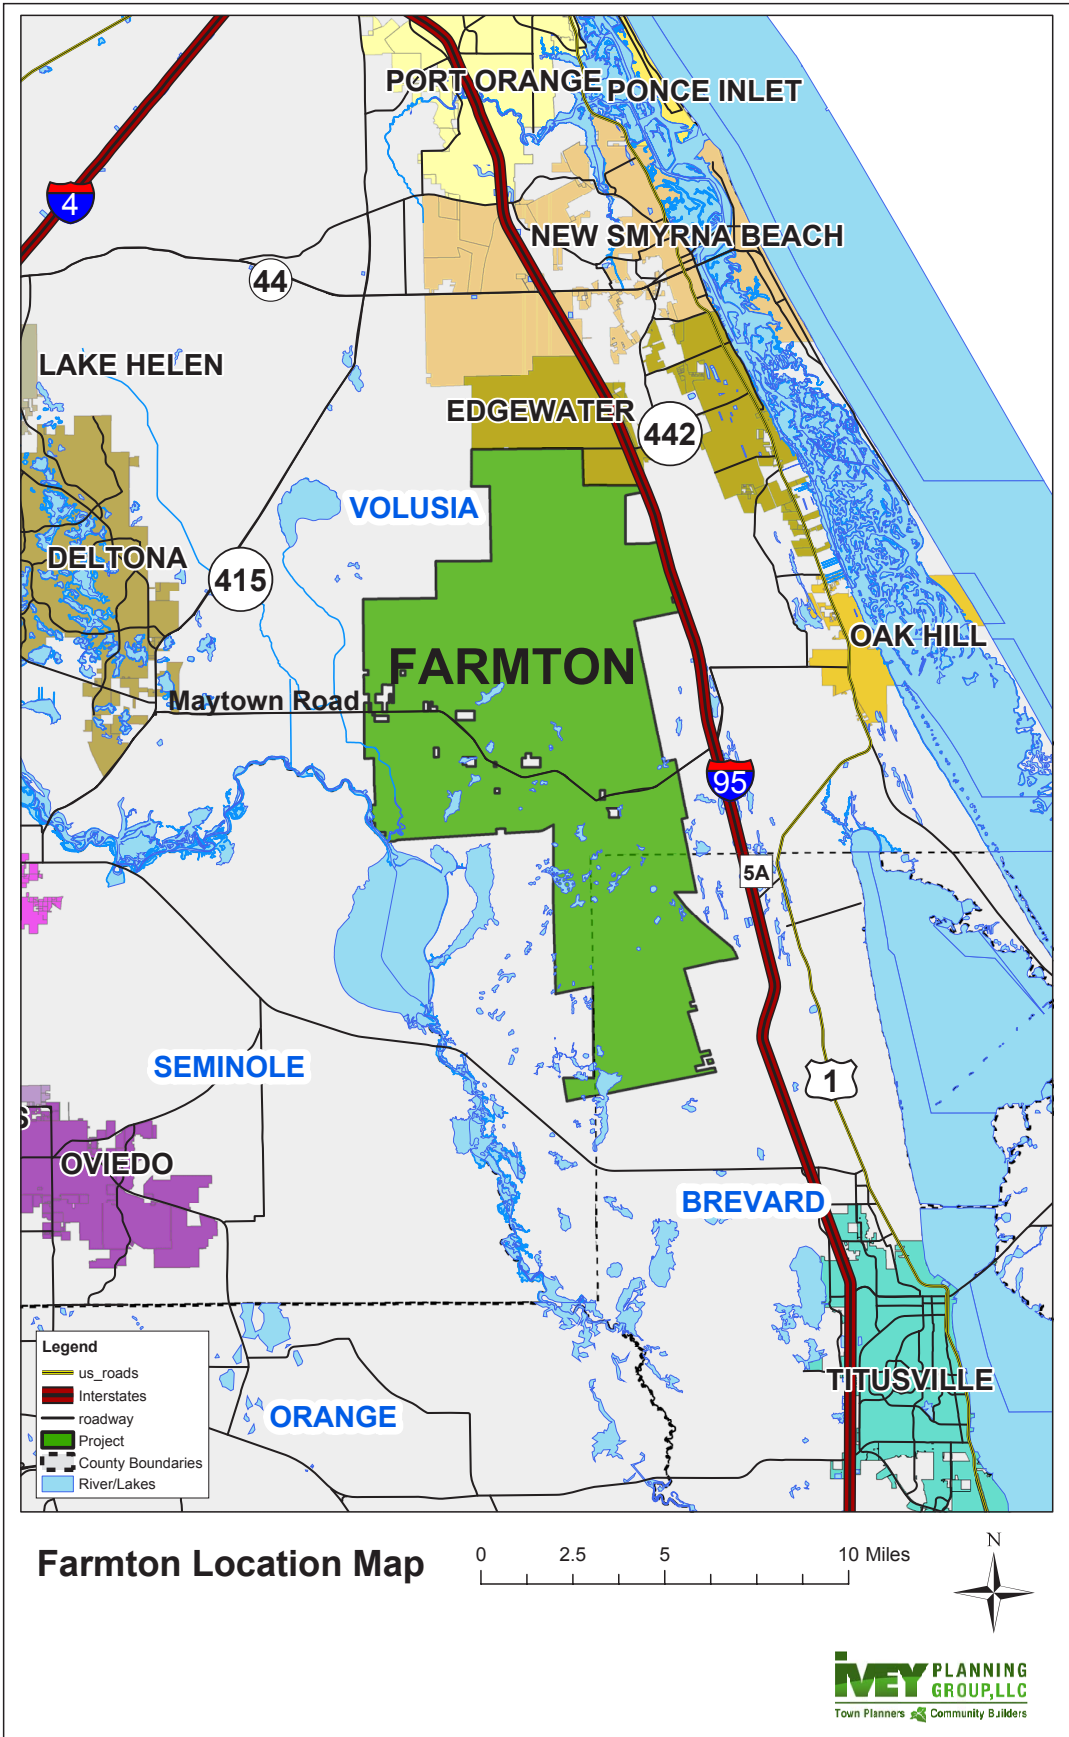 PORT ORANGE
PONCE INLET
4
NEW SMYRNA BEACH
44
LAKE HELEN
EDGEWATER
442
VOLUSIA
DELTONA
415
OAK HILL
FARMTON
Maytown Road
95
5A
SEMINOLE
1
S
OVIEDO
BREVARD
TITUSVILLE
ORANGE
Legend
us_roads
Interstates
roadway
Project
County Boundaries
River/Lakes
Farmton Location Map
0 2.5 5 10 Miles
N
IVEY PLANNING
GROUP,LLC
Town Planners Community Builders